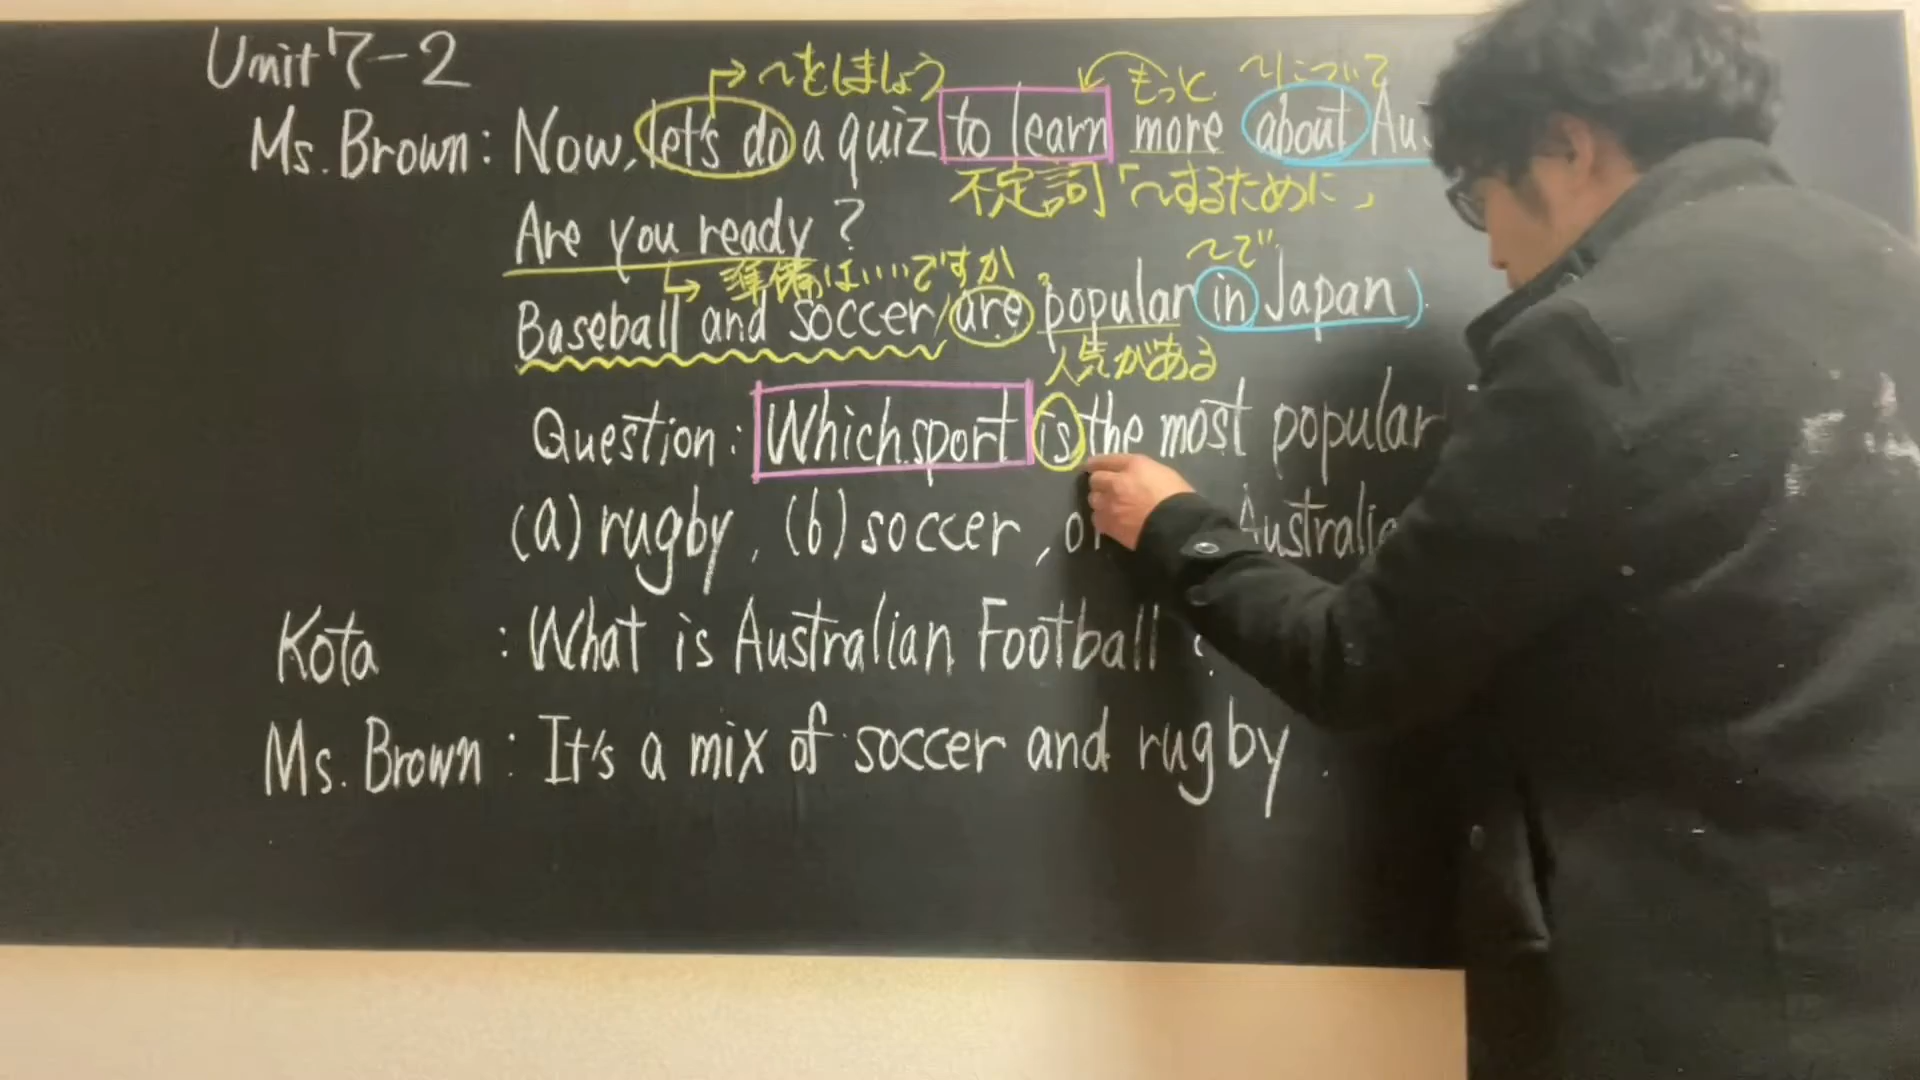 Unit 7-2
〜をしましょう もっと 〜について
Ms. Brown: Now, let's do a quiz to learn more about
不定詞「〜するために」
Are you ready?
準備はいいですか 〜で
Baseball and soccer are popular in Japan.
人気がある
Question: Which sport is the most popular
(a) rugby, (b) soccer,
Kota : What is Australian Football ?
Ms. Brown : It's a mix of soccer and rugby.